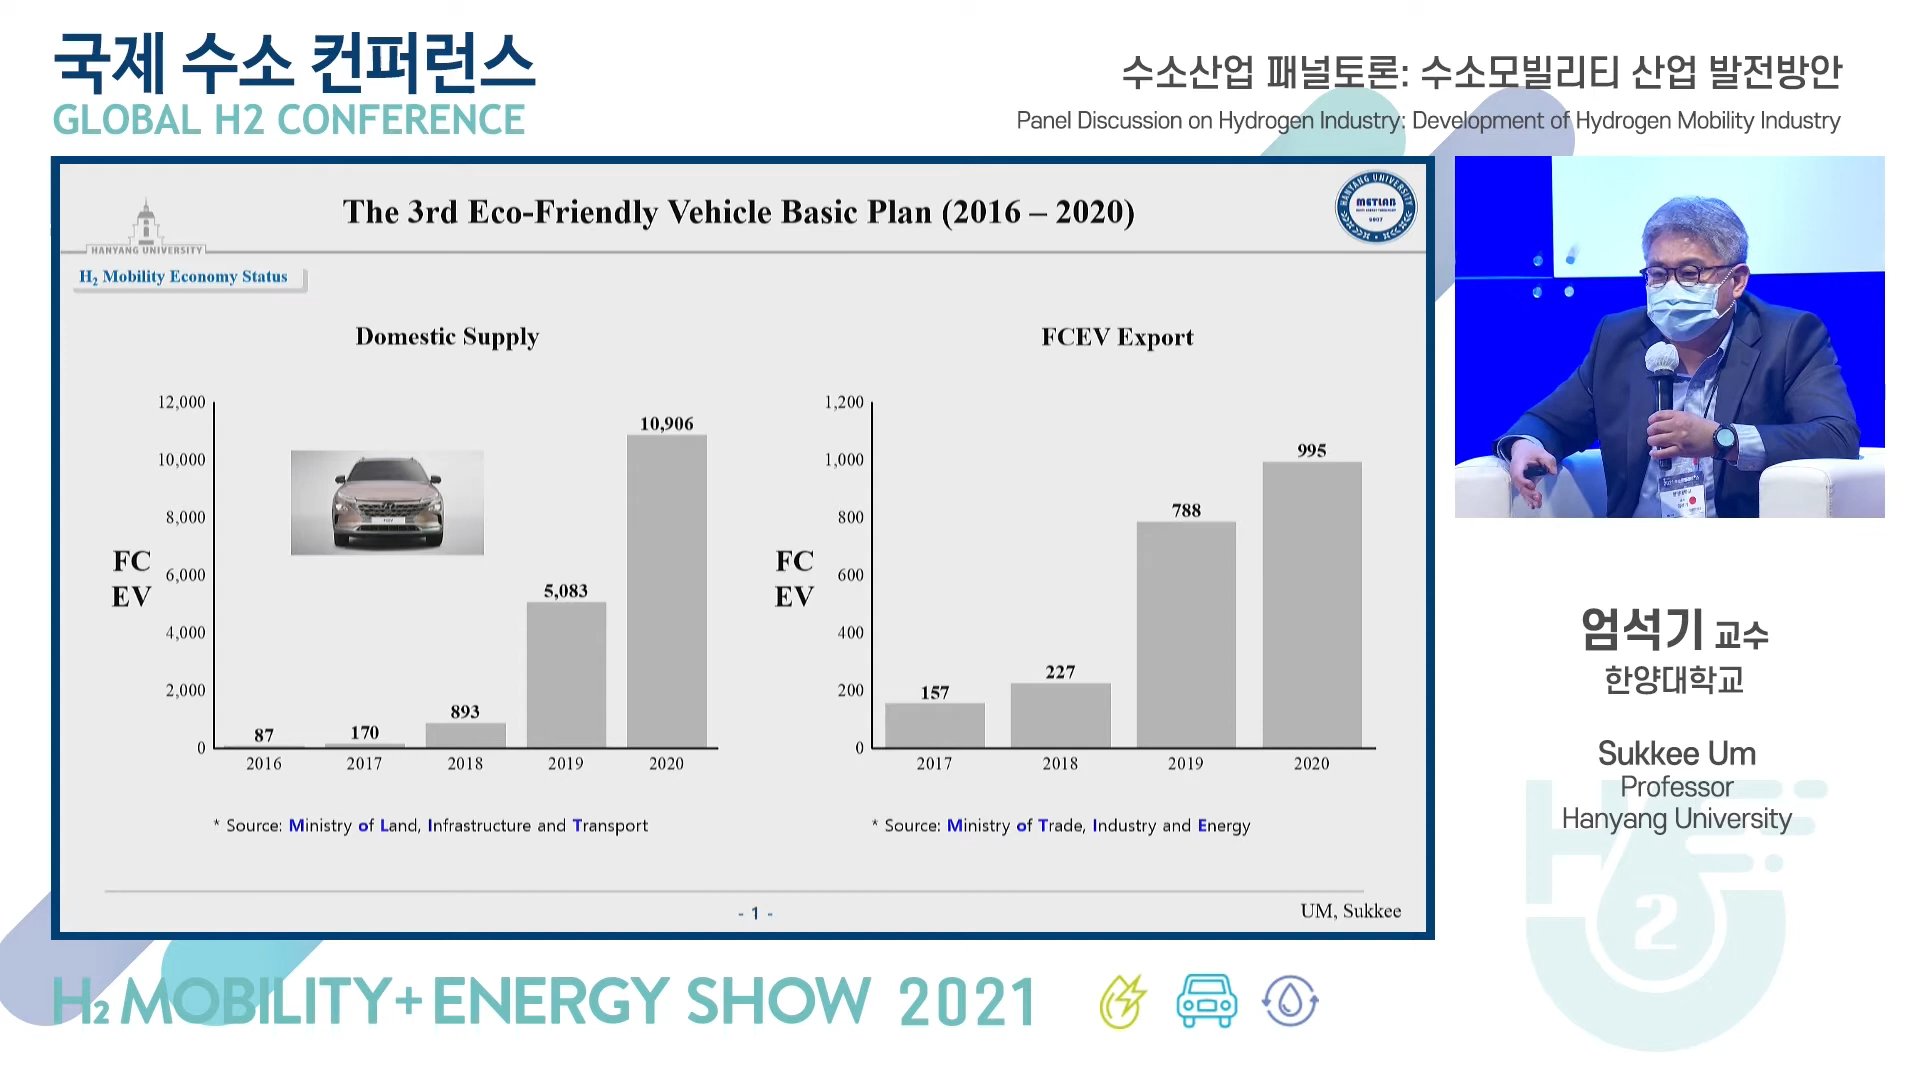 국제 수소 컨퍼런스
GLOBAL H2 CONFERENCE
수소산업 패널토론: 수소모빌리티 산업 발전방안
Panel Discussion on Hydrogen Industry: Development of Hydrogen Mobility Industry
HANYANG UNIVERSITY
The 3rd Eco-Friendly Vehicle Basic Plan (2016 – 2020)
HANYANG UNIVERSITY
METLAB
H₂ Mobility Economy Status
Domestic Supply
12,000
10,000
8,000
6,000
4,000
2,000
0
FC
EV
87
170
893
5,083
10,906
2016
2017
2018
2019
2020
* Source: Ministry of Land, Infrastructure and Transport
FCEV Export
1,200
1,000
800
600
400
200
0
FC
EV
157
227
788
995
2017
2018
2019
2020
* Source: Ministry of Trade, Industry and Energy
- 1 -
UM, Sukkee
엄석기 교수
한양대학교
Sukkee Um
Professor
Hanyang University
H2
H₂ MOBILITY+ENERGY SHOW 2021